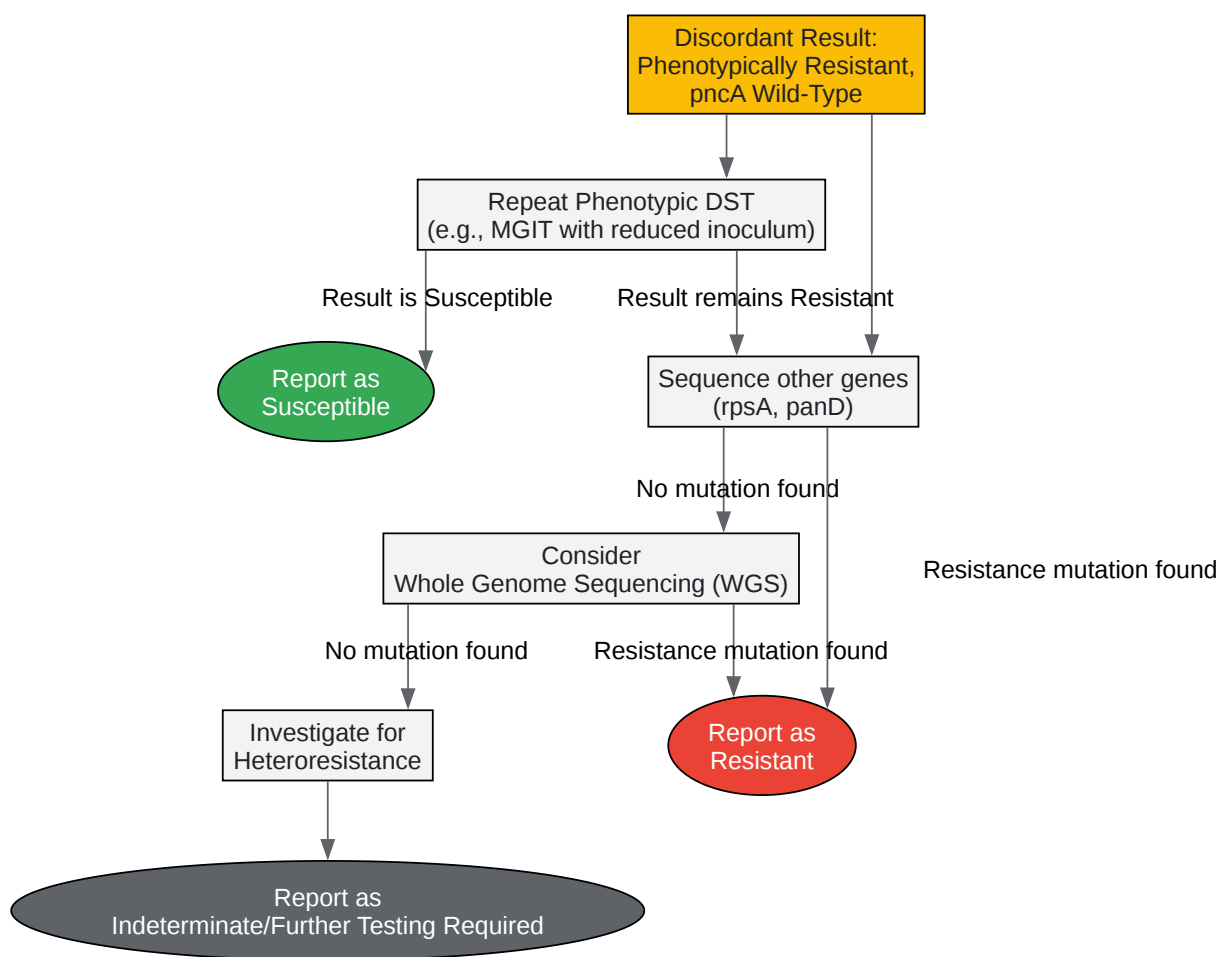 Discordant Result:
Phenotypically Resistant,
pncA Wild-Type
Repeat Phenotypic DST
(e.g., MGIT with reduced inoculum)
Result is Susceptible
Result remains Resistant
Report as
Susceptible
Sequence other genes
(rpsA, panD)
No mutation found
Consider
Whole Genome Sequencing (WGS)
Resistance mutation found
No mutation found
Resistance mutation found
Investigate for
Heteroresistance
Report as
Resistant
Report as
Indeterminate/Further Testing Required